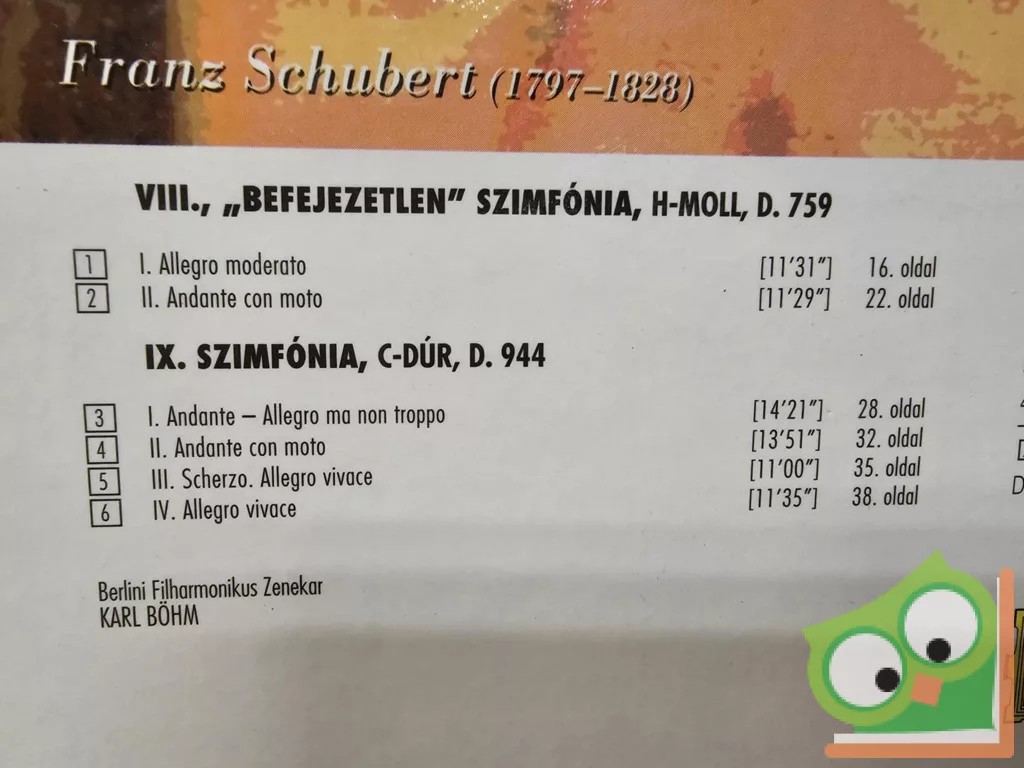 Franz Schubert (1797–1828)
VIII., „BEFEJEZETLEN” SZIMFÓNIA, H-MOLL, D. 759
1 I. Allegro moderato [11’31”] 16. oldal
2 II. Andante con moto [11’29”] 22. oldal
IX. SZIMFÓNIA, C-DÚR, D. 944
3 I. Andante – Allegro ma non troppo [14’21”] 28. oldal
4 II. Andante con moto [13’51”] 32. oldal
5 III. Scherzo. Allegro vivace [11’00”] 35. oldal
6 IV. Allegro vivace [11’35”] 38. oldal
Berlini Filharmonikus Zenekar
KARL BÖHM